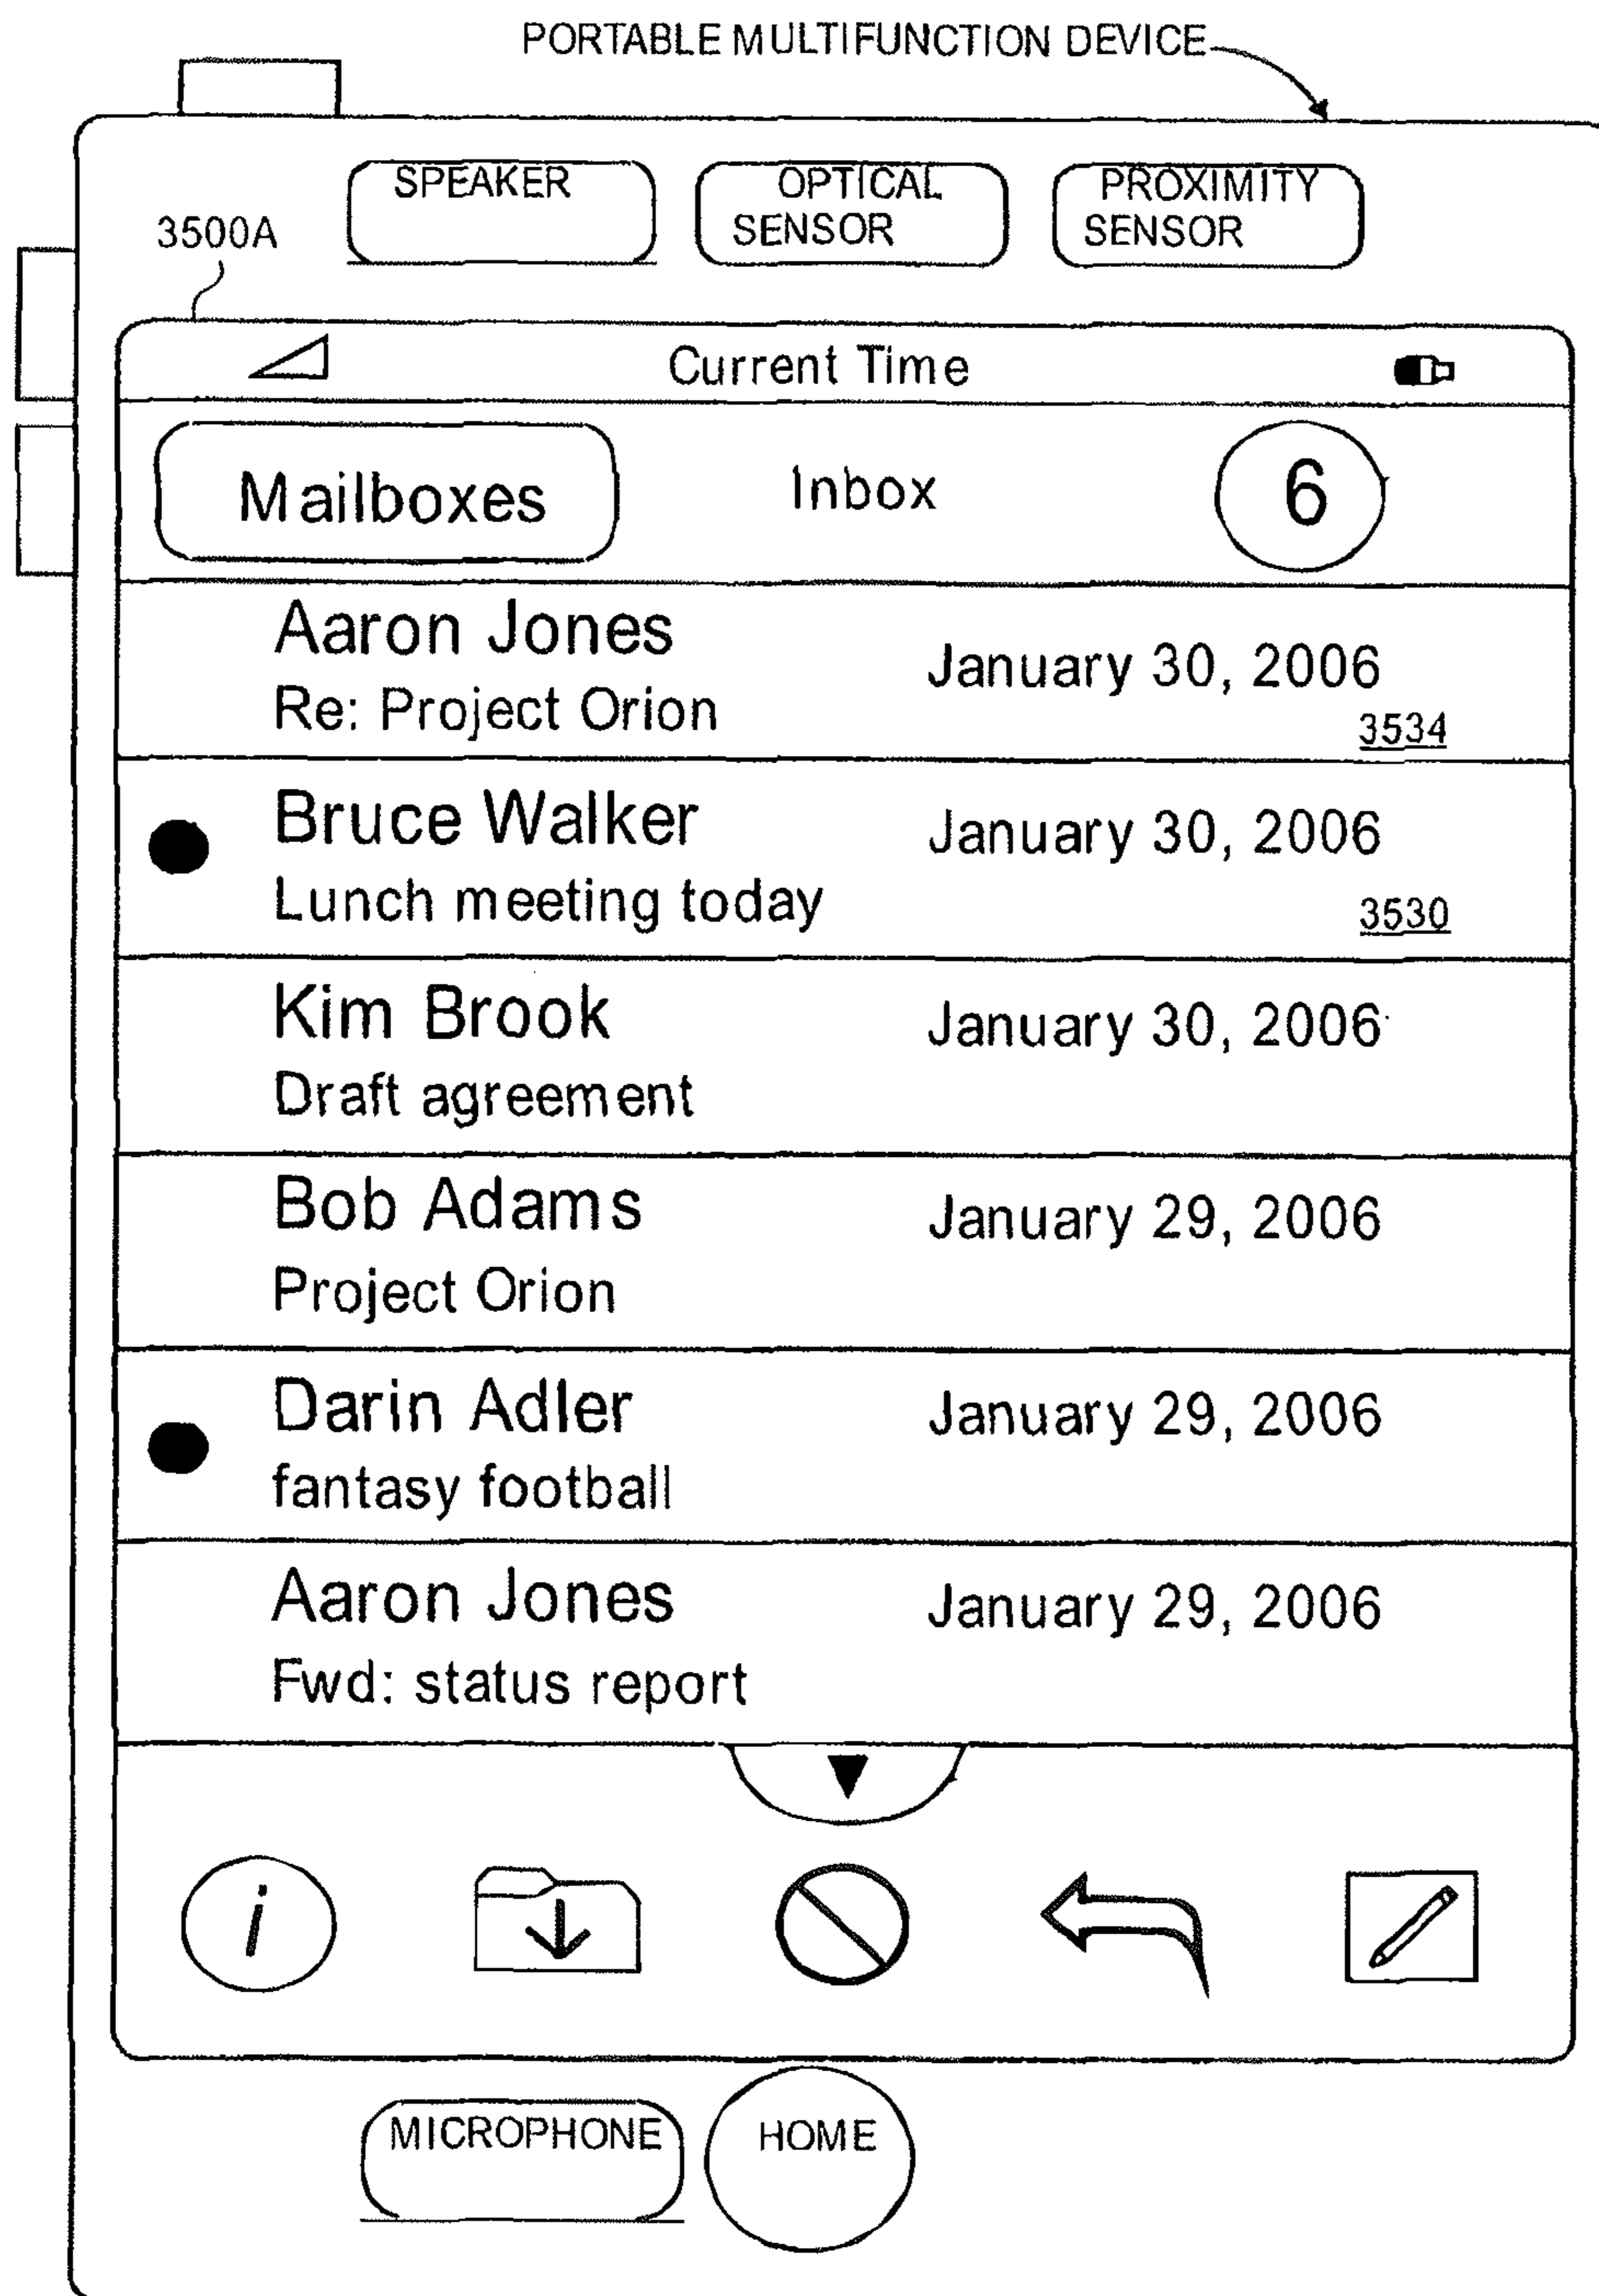 PORTABLE MULTIFUNCTION DEVICE
SPEAKER
OPTICAL
SENSOR
PROXIMITY
SENSOR
3500A
Current Time
Mailboxes
Inbox
6
Aaron Jones
January 30, 2006
Re: Project Orion
3534
Bruce Walker
January 30, 2006
Lunch meeting today
3530
Kim Brook
January 30, 2006
Draft agreement
Bob Adams
January 29, 2006
Project Orion
Darin Adler
January 29, 2006
fantasy football
Aaron Jones
January 29, 2006
Fwd: status report
i
MICROPHONE
HOME